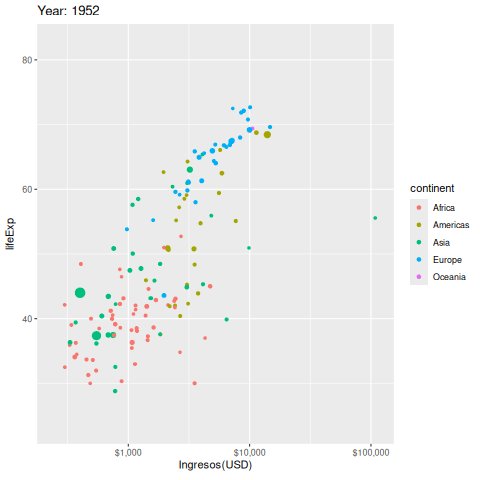 Year: 1952
lifeExp
80
60
40
$1,000
$10,000
$100,000
Ingresos(USD)
continent
Africa
Americas
Asia
Europe
Oceania